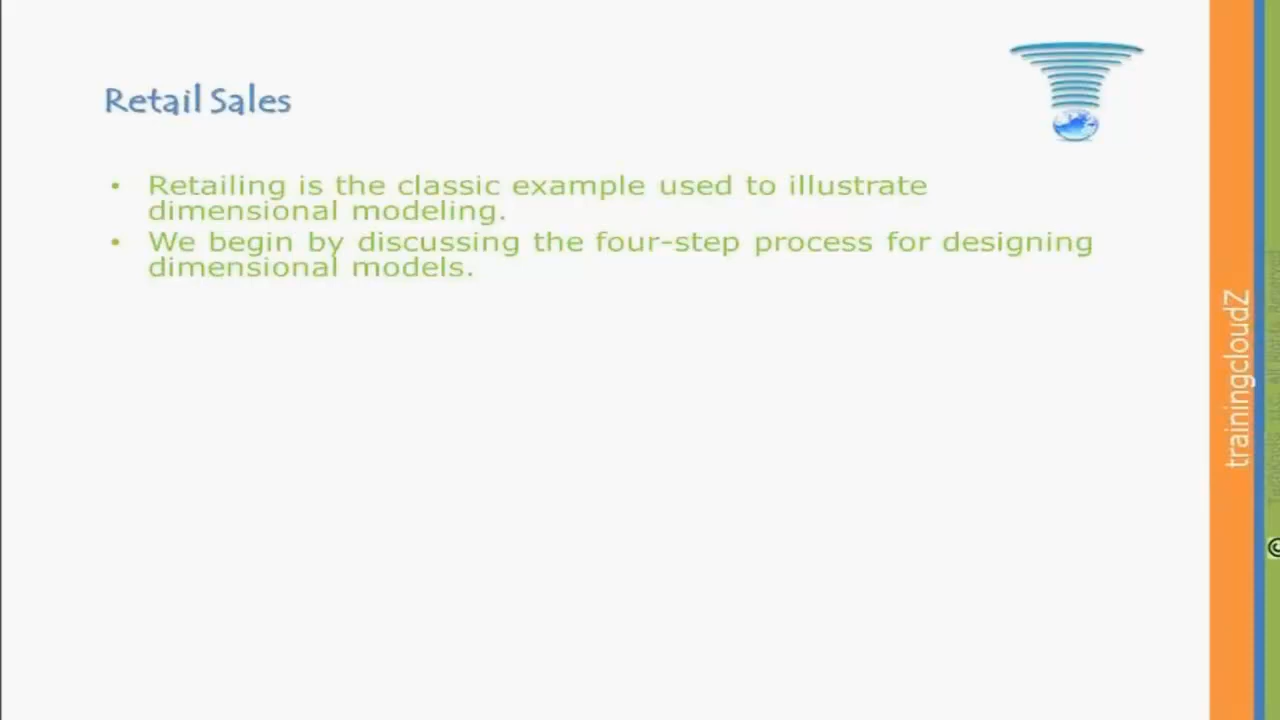 Retail Sales
• Retailing is the classic example used to illustrate
dimensional modeling.
• We begin by discussing the four-step process for designing
dimensional models.
trainingcloudZ
©